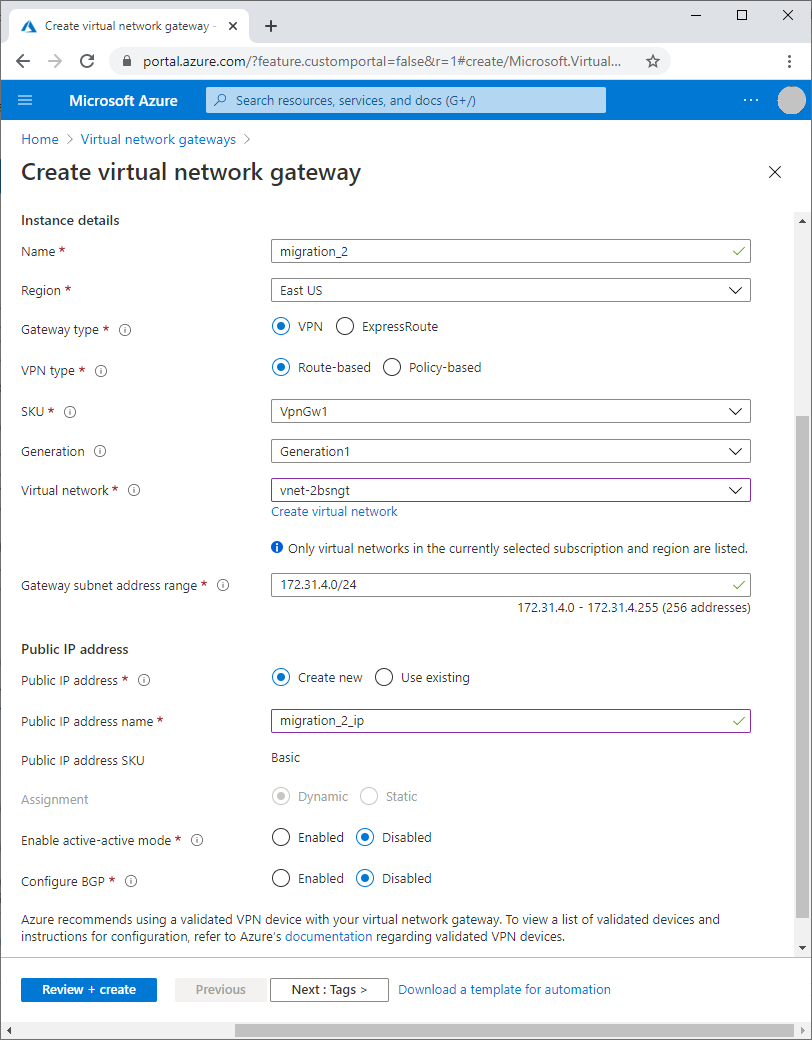 Create virtual network gateway -
portal.azure.com/?feature.customportal=false&r=1#create/Microsoft.Virtual...
Microsoft Azure
Search resources, services, and docs (G+/)
Home > Virtual network gateways >
Create virtual network gateway
Instance details
Name *
migration_2
Region *
East US
Gateway type *
VPN
ExpressRoute
VPN type *
Route-based
Policy-based
SKU *
VpnGw1
Generation
Generation1
Virtual network *
vnet-2bsngt
Create virtual network
Only virtual networks in the currently selected subscription and region are listed.
Gateway subnet address range *
172.31.4.0/24
172.31.4.0 - 172.31.4.255 (256 addresses)
Public IP address
Public IP address *
Create new
Use existing
Public IP address name *
migration_2_ip
Public IP address SKU
Basic
Assignment
Dynamic
Static
Enable active-active mode *
Enabled
Disabled
Configure BGP *
Enabled
Disabled
Azure recommends using a validated VPN device with your virtual network gateway. To view a list of validated devices and
instructions for configuration, refer to Azure's documentation regarding validated VPN devices.
Review + create
Previous
Next : Tags >
Download a template for automation